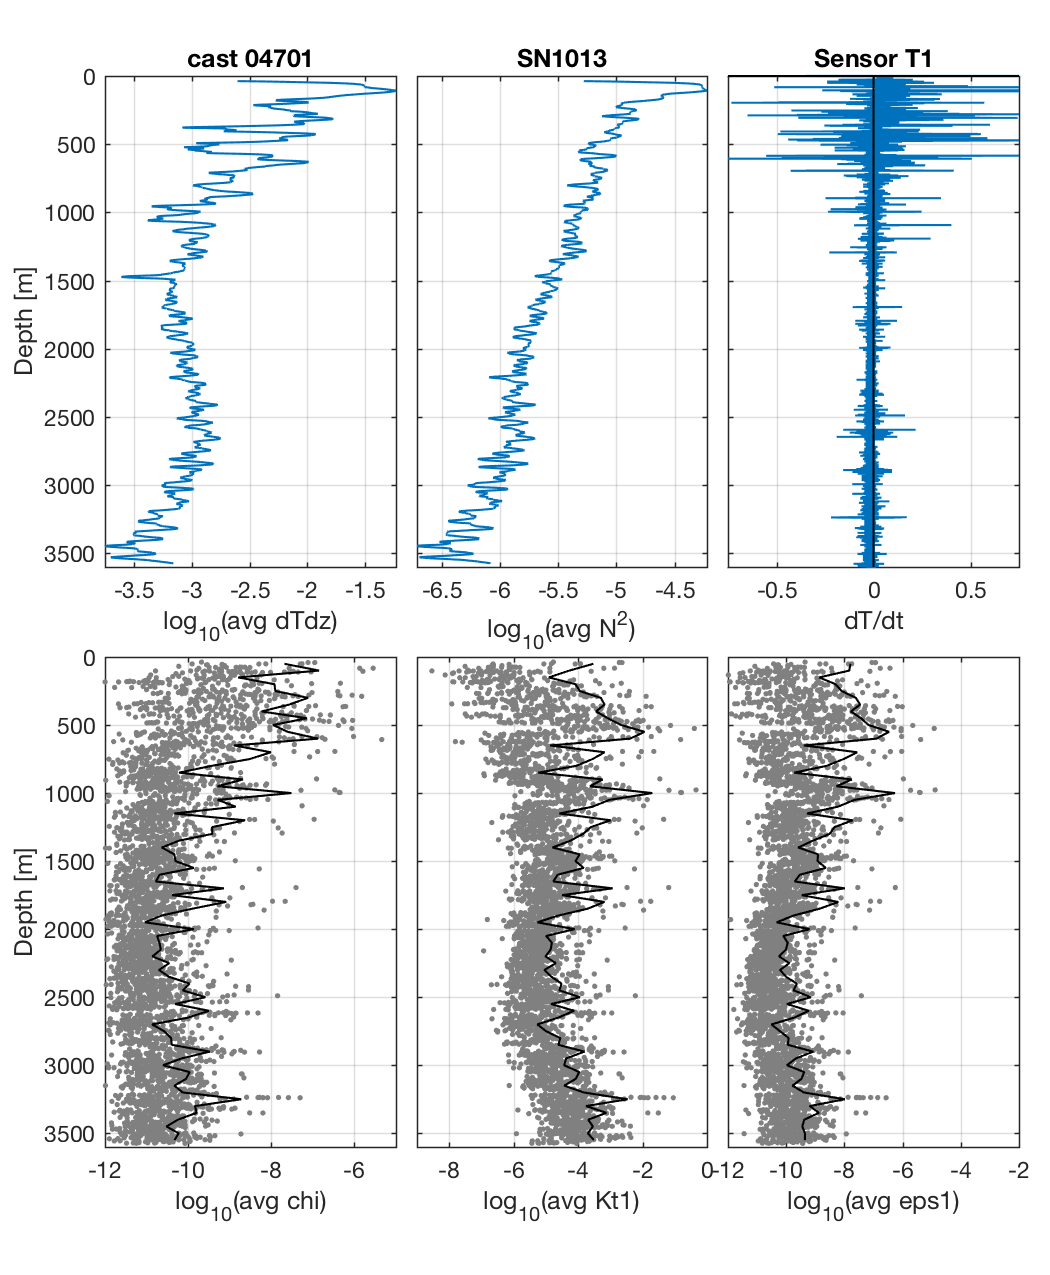 cast 04701 SN1013 Sensor T1
0
500
1000
1500
2000
2500
3000
3500
Depth [m]
-3.5 -3 -2.5 -2 -1.5 -6.5 -6 -5.5 -5 -4.5 -0.5 0 0.5
log10(avg dTdz) log10(avg N2) dT/dt
0
500
1000
1500
2000
2500
3000
3500
Depth [m]
-12 -10 -8 -6 -8 -6 -4 -2 0 -12 -10 -8 -6 -4 -2
log10(avg chi) log10(avg Kt1) log10(avg eps1)